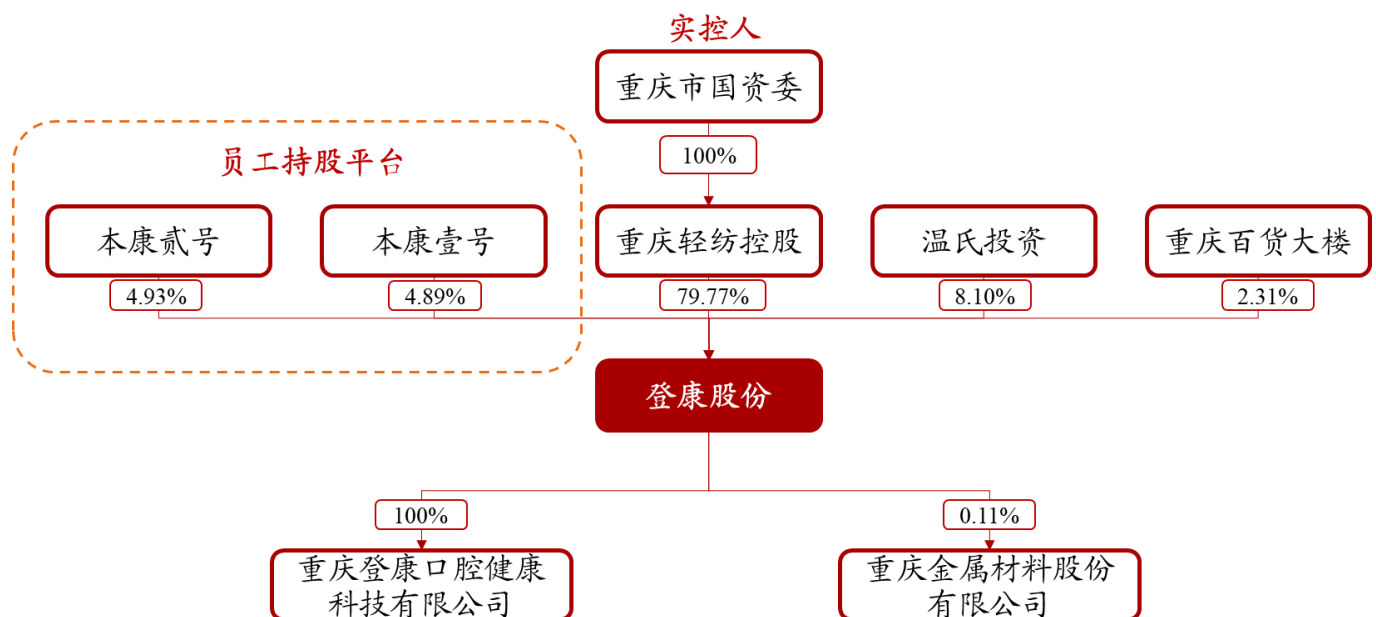 实控人
重庆市国资委
100%
员工持股平台
本康贰号
本康壹号
重庆轻纺控股
温氏投资
重庆百货大楼
4.93%
4.89%
79.77%
8.10%
2.31%
登康股份
100%
0.11%
重庆登康口腔健康
科技有限公司
重庆金属材料股份
有限公司